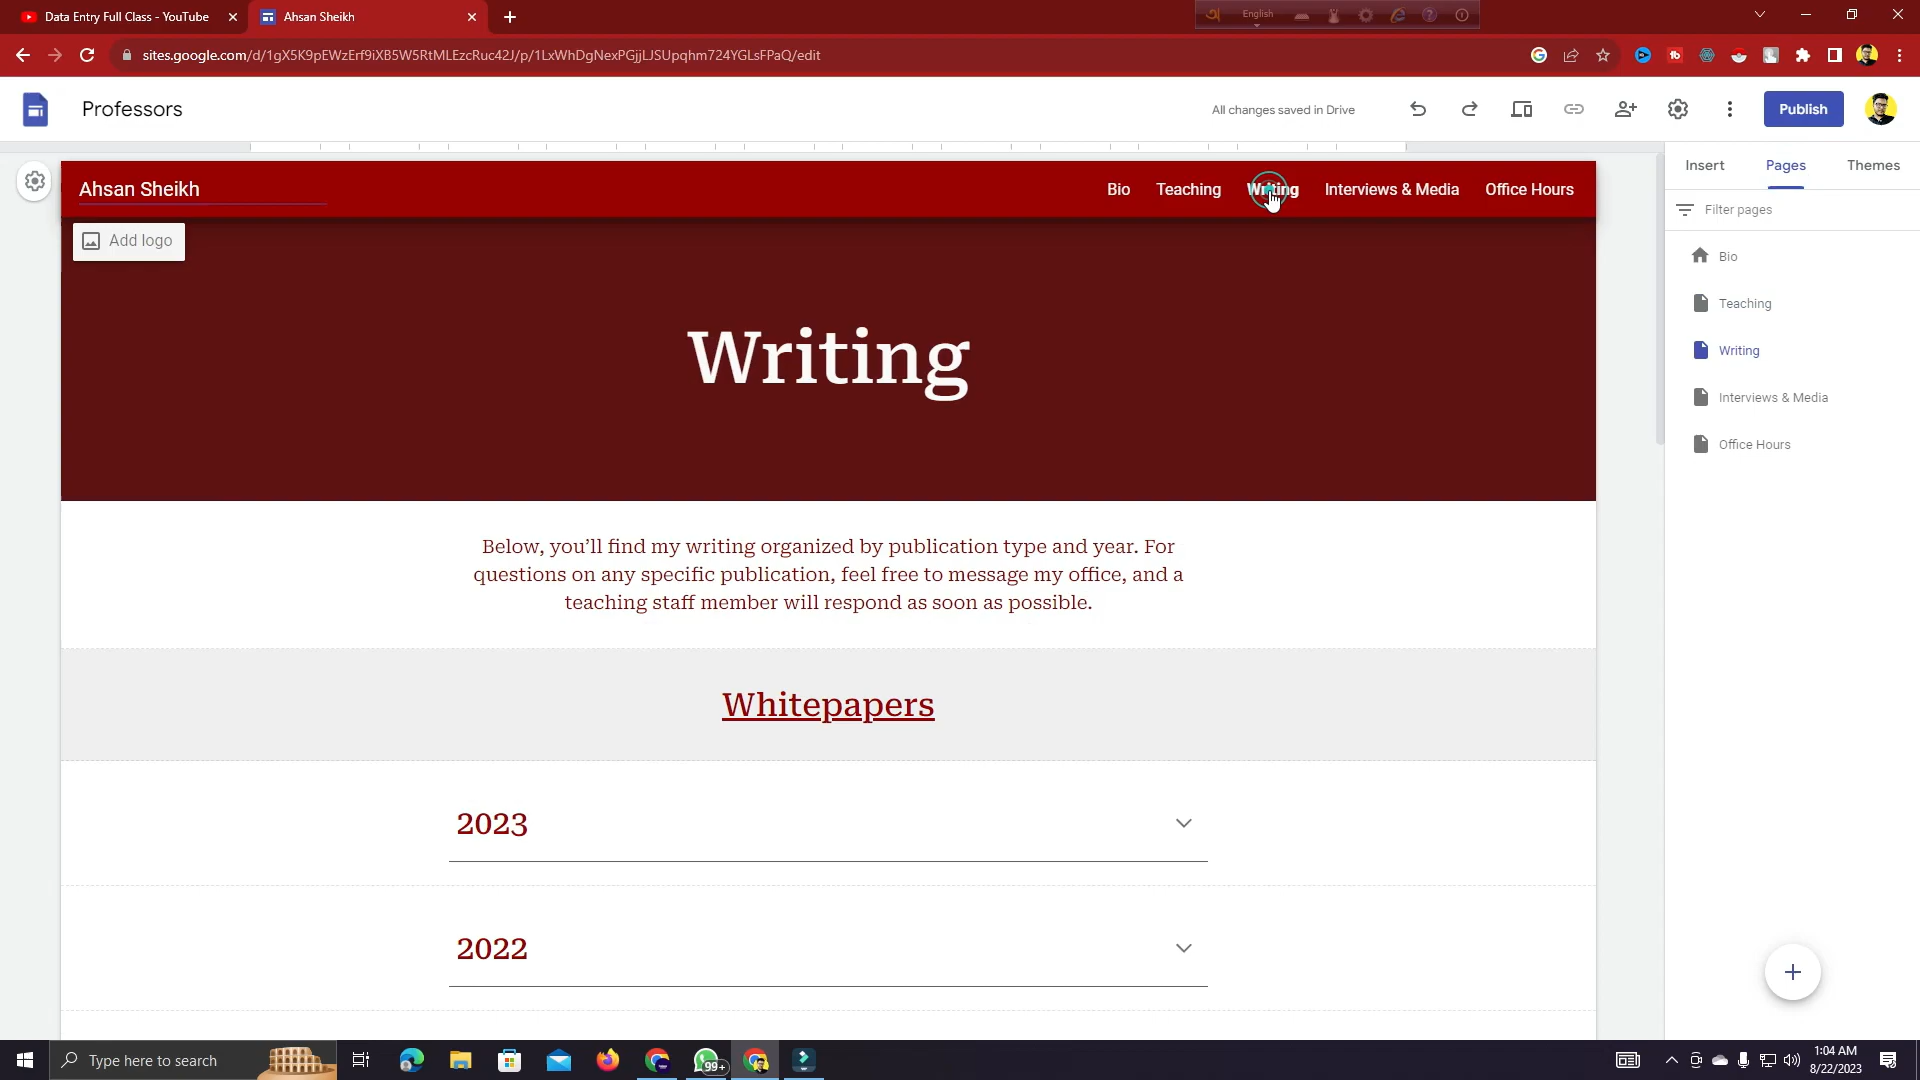 Data Entry Full Class - YouTube
Ahsan Sheikh
English
sites.google.com/d/1gX5K9pEWzErf9iXB5W5RtMLEzcRuc42J/p/1LxWhDgNexPGjjLJSUpqhm724YGLsFPaQ/edit
Professors
All changes saved in Drive
Publish
Insert
Pages
Themes
Ahsan Sheikh
Bio
Teaching
Writing
Interviews & Media
Office Hours
Add logo
Filter pages
Bio
Teaching
Writing
Interviews & Media
Office Hours
Writing
Below, you’ll find my writing organized by publication type and year. For
questions on any specific publication, feel free to message my office, and a
teaching staff member will respond as soon as possible.
Whitepapers
2023
2022
Type here to search
99+
1:04 AM
8/22/2023